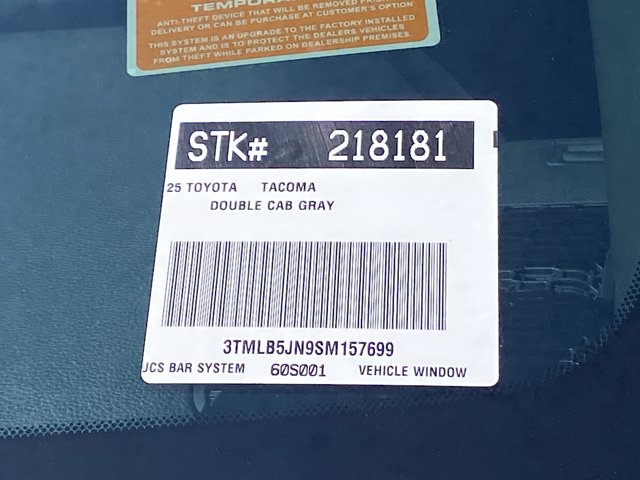 TEMPORA
ANTI-THEFT DEVICE THAT WILL BE REMOVED
DELIVERY OR CAN BE PURCHASE AT CUSTOMER'S OPTION
THIS SYSTEM IS AN UPGRADE TO THE FACTORY INSTALLED
SYSTEM AND IS TO PROTECT THE DEALERS VEHICLES
FROM THEFT WHILE PARKED ON DEALERSHIP PREMISES.
STK# 218181
25 TOYOTA TACOMA
DOUBLE CAB GRAY
3TMLB5JN9SM157699
JCS BAR SYSTEM 60S001 VEHICLE WINDOW